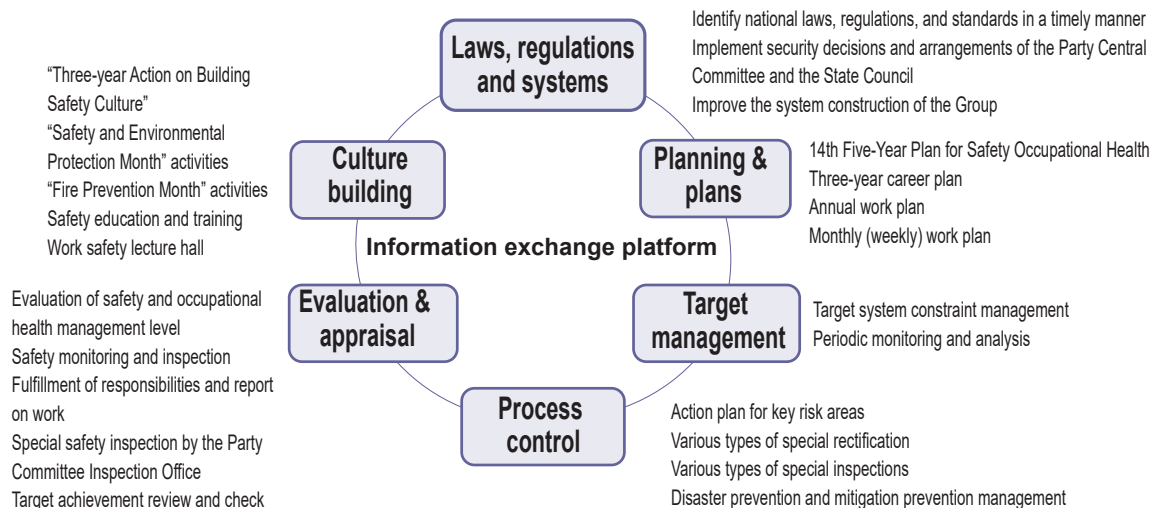 Laws, regulations
and systems
Identify national laws, regulations, and standards in a timely manner
Implement security decisions and arrangements of the Party Central
Committee and the State Council
Improve the system construction of the Group
Planning &
plans
14th Five-Year Plan for Safety Occupational Health
Three-year career plan
Annual work plan
Monthly (weekly) work plan
Target
management
Target system constraint management
Periodic monitoring and analysis
Process
control
Action plan for key risk areas
Various types of special rectification
Various types of special inspections
Disaster prevention and mitigation prevention management
Evaluation &
appraisal
Evaluation of safety and occupational
health management level
Safety monitoring and inspection
Fulfillment of responsibilities and report
on work
Special safety inspection by the Party
Committee Inspection Office
Target achievement review and check
Culture
building
“Three-year Action on Building
Safety Culture”
“Safety and Environmental
Protection Month” activities
“Fire Prevention Month” activities
Safety education and training
Work safety lecture hall
Information exchange platform